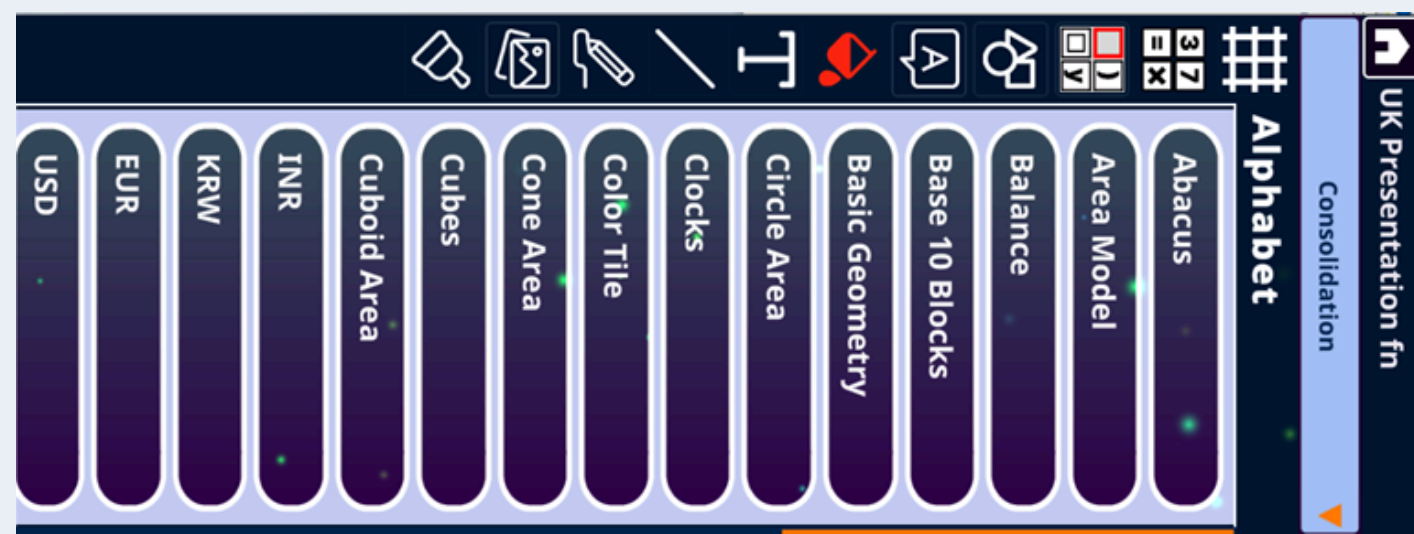 UK Presentation fn
Consolidation
Alphabet
3 7
= x
)
y
A
Abacus
Area Model
Balance
Base 10 Blocks
Basic Geometry
Circle Area
Clocks
Color Tile
Cone Area
Cubes
Cuboid Area
INR
KRW
EUR
USD